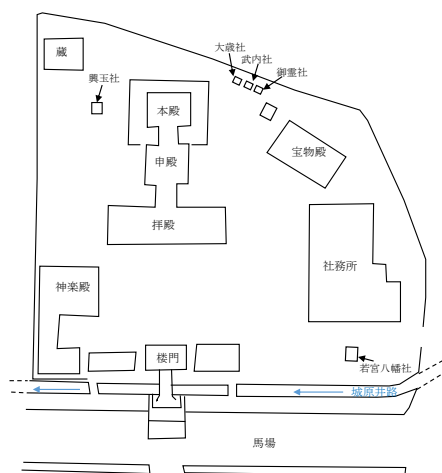 蔵
興玉社
大歳社
武内社
御霊社
本殿
申殿
拝殿
宝物殿
社務所
神楽殿
楼門
若宮八幡社
城原井路
馬場